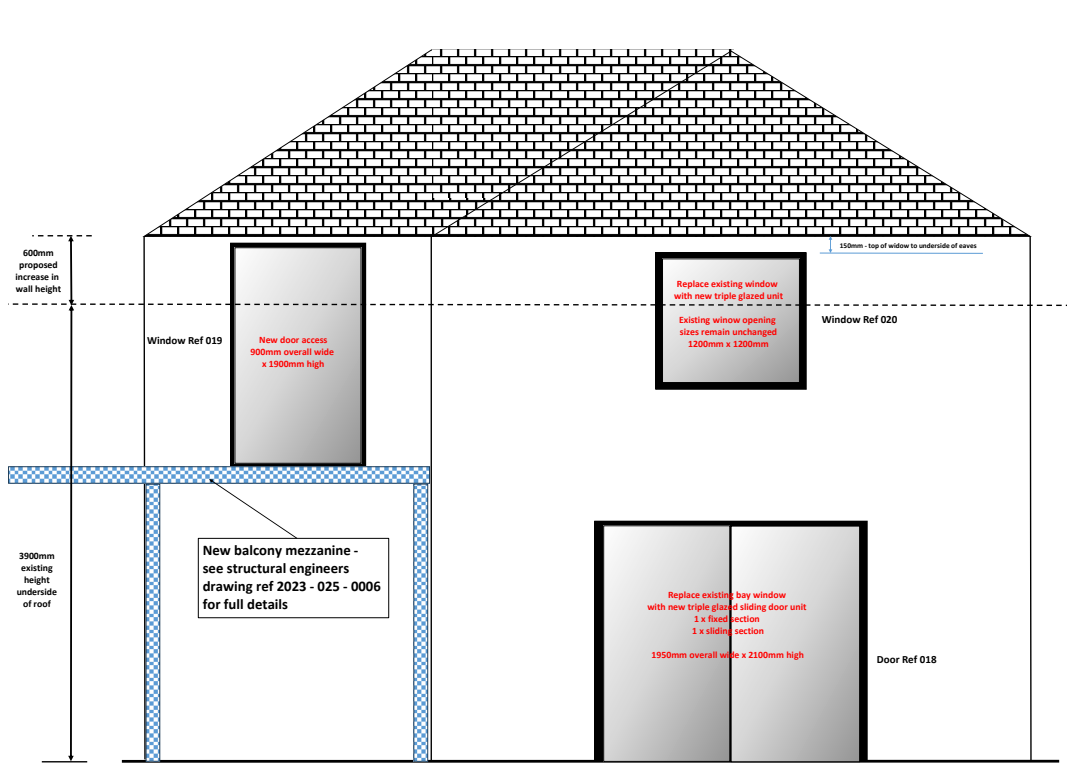 150mm - top of widow to underside of eaves
600mm
proposed
increase in
wall height
Replace existing window
with new triple glazed unit
Existing winow opening
sizes remain unchanged
1200mm x 1200mm
Window Ref 020
Window Ref 019
New door access
900mm overall wide
x 1900mm high
New balcony mezzanine -
see structural engineers
drawing ref 2023 - 025 - 0006
for full details
3900mm
existing
height
underside
of roof
Replace existing bay window
with new triple glazed sliding door unit
1 x fixed section
1 x sliding section
1950mm overall wide x 2100mm high
Door Ref 018